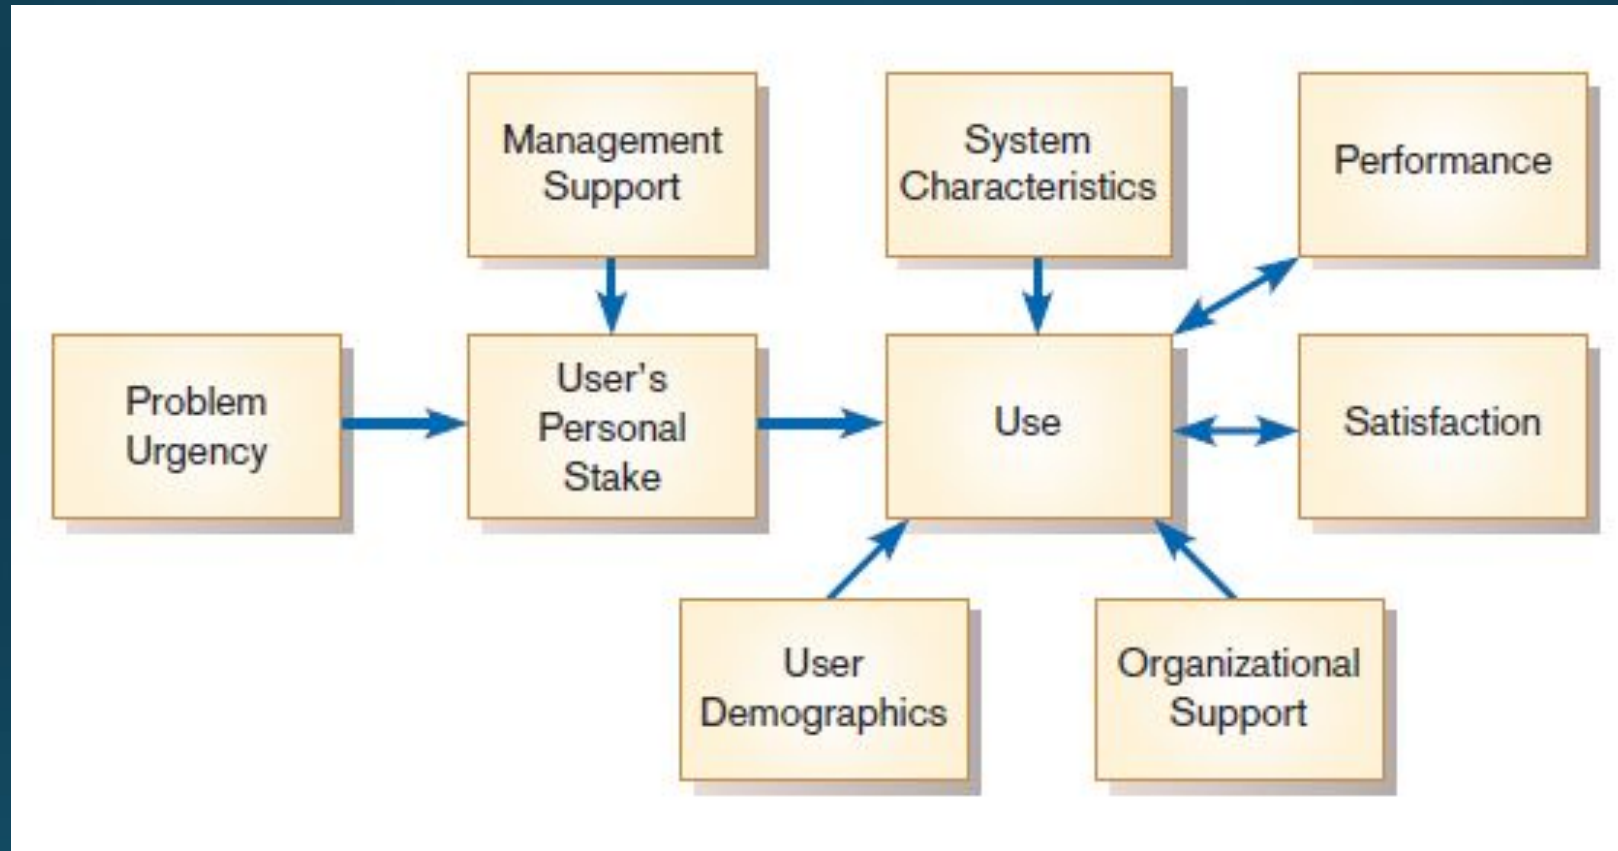 Management
Support
System
Characteristics
Performance
Problem
Urgency
User's
Personal
Stake
Use
Satisfaction
User
Demographics
Organizational
Support